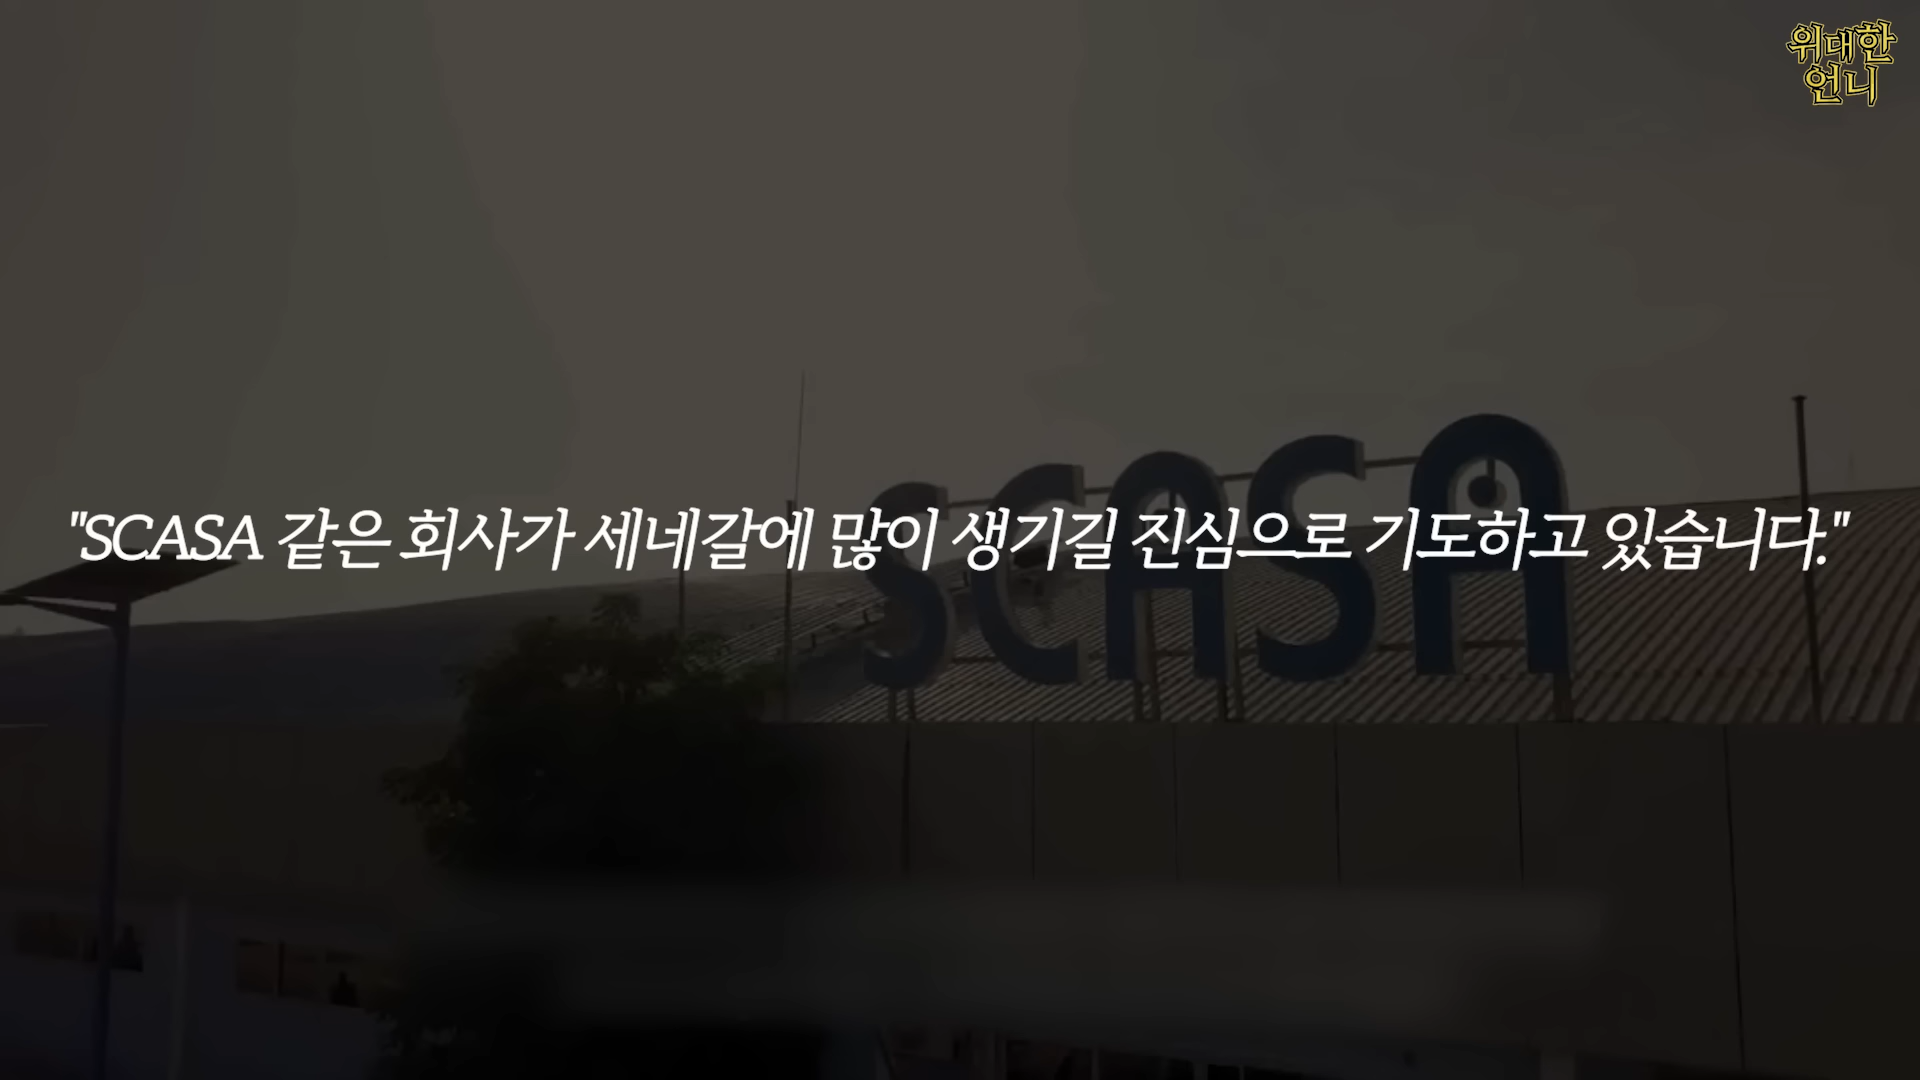 위대한
언니
SCASA
"SCASA 같은 회사가 세네갈에 많이 생기길 진심으로 기도하고 있습니다."